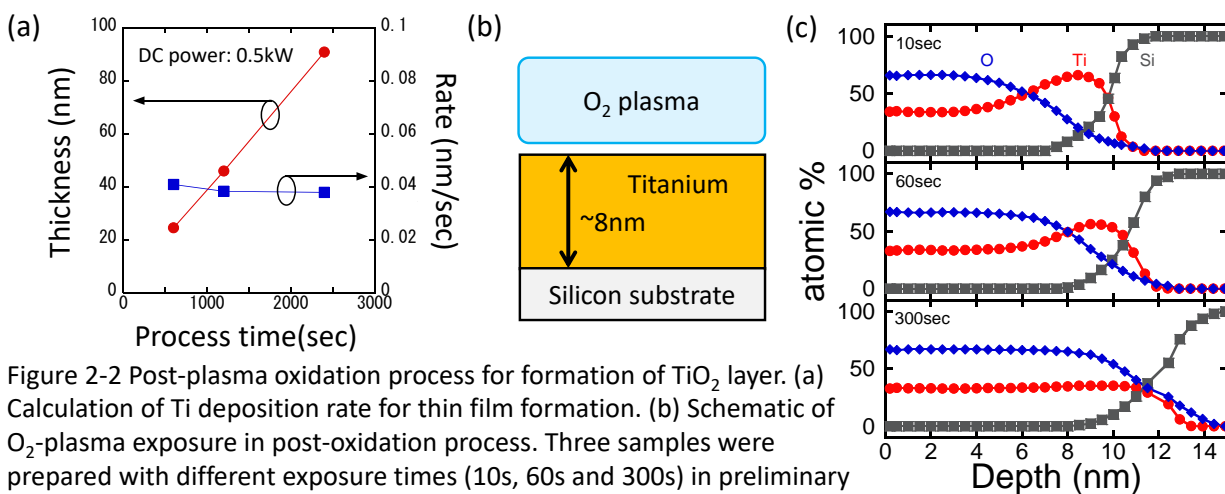 (a)
100
80
60
40
20
0
Thickness (nm)
DC power: 0.5kW
0.1
0.08
0.06
0.04
0.02
0
Rate (nm/sec)
0
1000
2000
3000
Process time(sec)
(b)
O2 plasma
Titanium
~8nm
Silicon substrate
(c)
100
50
0
10sec
O
Ti
Si
100
50
0
60sec
100
50
0
300sec
atomic %
0 2 4 6 8 10 12 14
Depth (nm)
Figure 2-2 Post-plasma oxidation process for formation of TiO2 layer. (a)
Calculation of Ti deposition rate for thin film formation. (b) Schematic of
O2-plasma exposure in post-oxidation process. Three samples were
prepared with different exposure times (10s, 60s and 300s) in preliminary